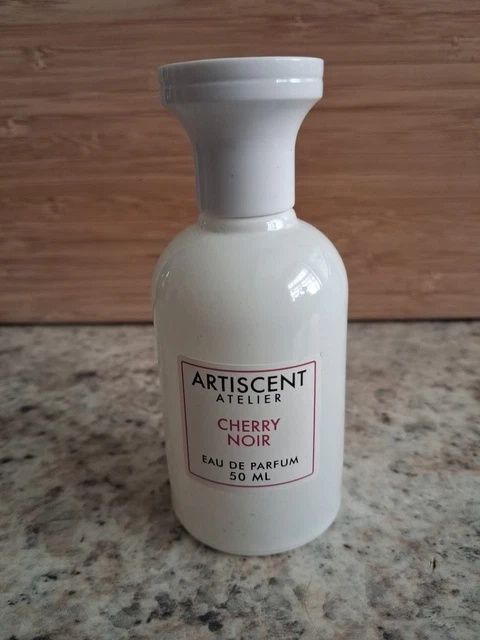 ARTISCENT
ATELIER
CHERRY
NOIR
EAU DE PARFUM
50 ML